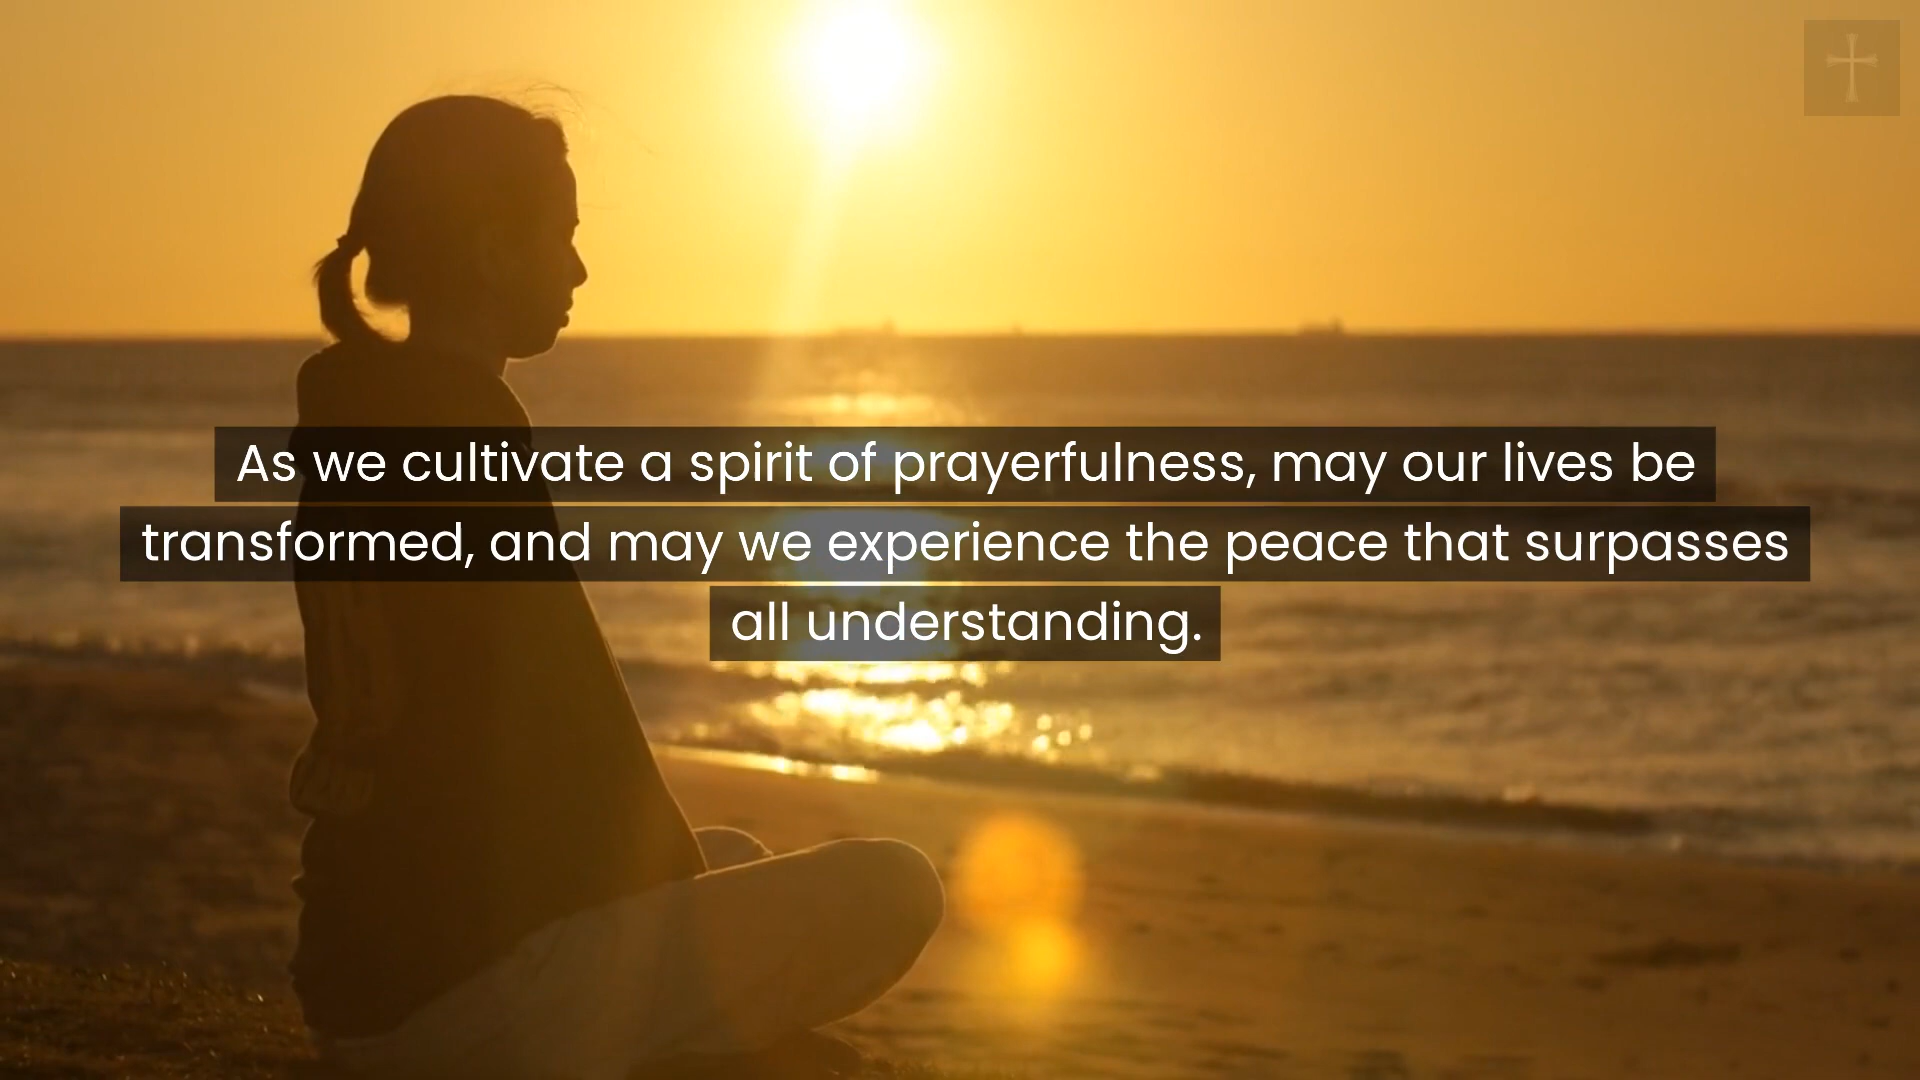 As we cultivate a spirit of prayerfulness, may our lives be
transformed, and may we experience the peace that surpasses
all understanding.